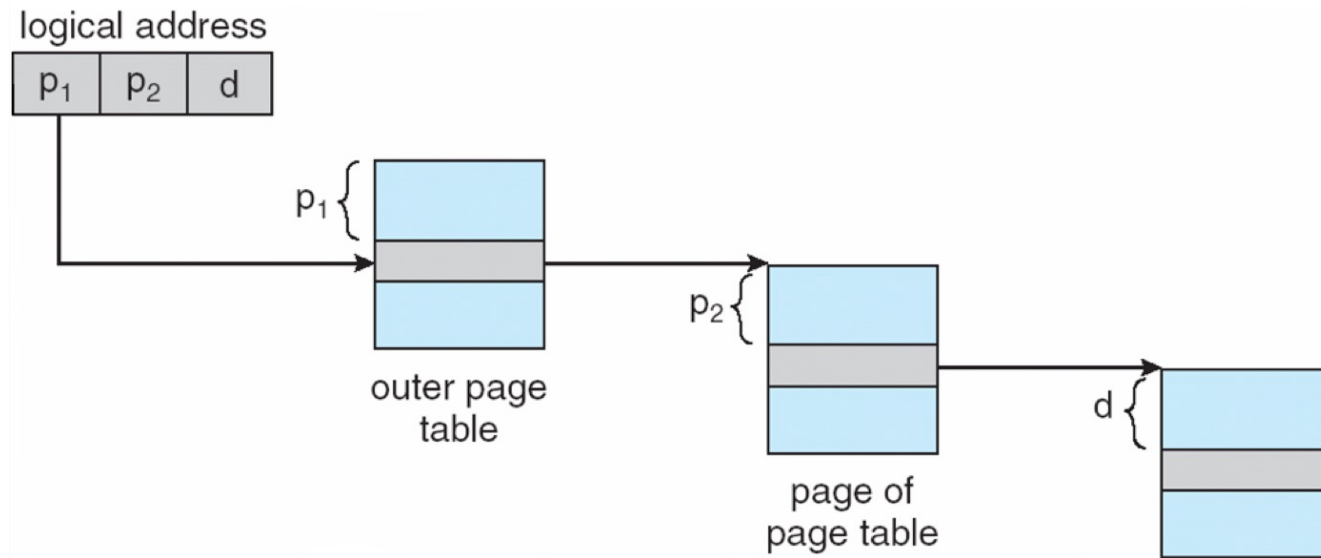 logical address
p₁ p₂ d
p₁
outer page
table
p₂
page of
page table
d